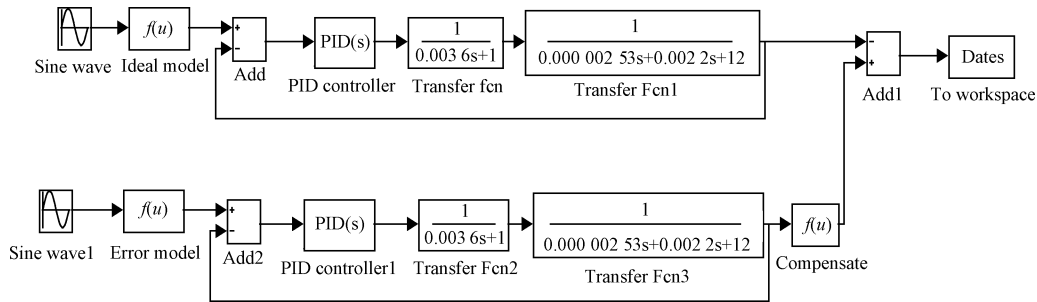 Sine wave
f(u)
Ideal model
+
−
Add
PID(s)
PID controller
1
0.003 6s+1
Transfer fcn
1
0.000 002 53s+0.002 2s+12
Transfer Fcn1
−
+
Add1
Dates
To workspace
Sine wave1
f(u)
Error model
+
−
Add2
PID(s)
PID controller1
1
0.003 6s+1
Transfer Fcn2
1
0.000 002 53s+0.002 2s+12
Transfer Fcn3
f(u)
Compensate